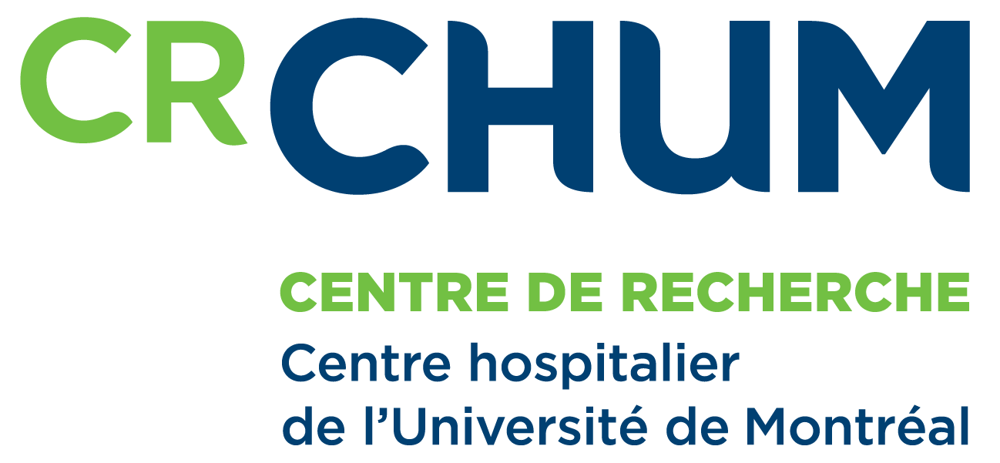 CRCHUM
CENTRE DE RECHERCHE
Centre hospitalier
de l’Université de Montréal